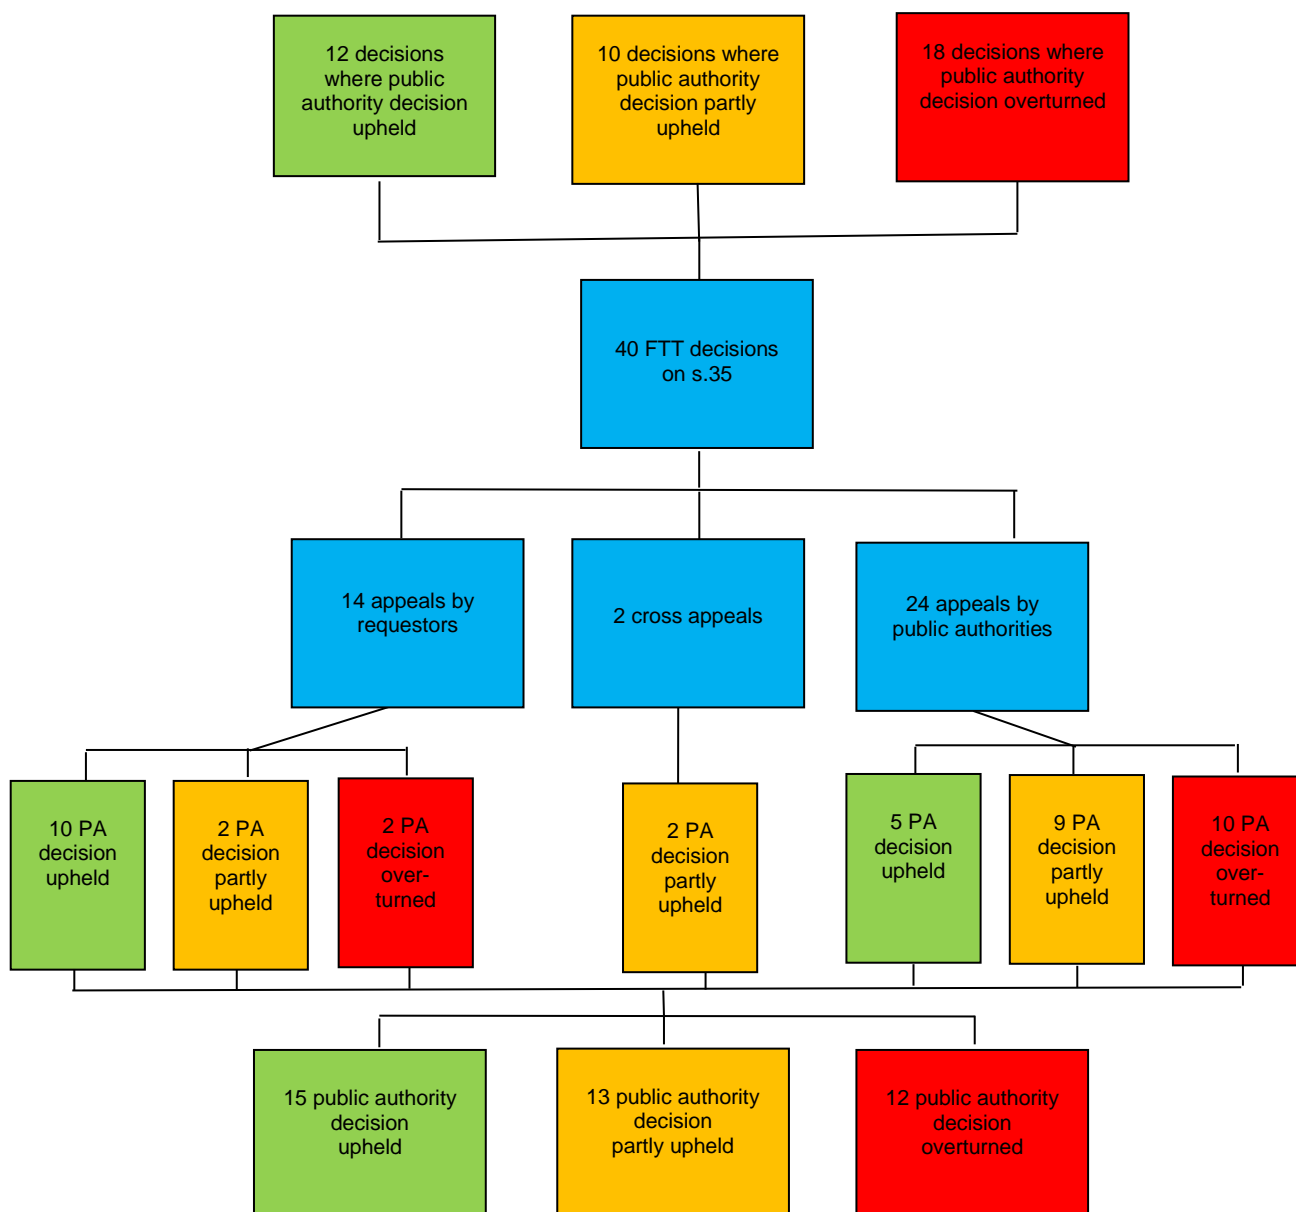 12 decisions
where public
authority decision
upheld
10 decisions where
public authority
decision partly
upheld
18 decisions where
public authority
decision overturned
40 FTT decisions
on s.35
14 appeals by
requestors
2 cross appeals
24 appeals by
public authorities
10 PA
decision
upheld
2 PA
decision
partly
upheld
2 PA
decision
over-
turned
2 PA
decision
partly
upheld
5 PA
decision
upheld
9 PA
decision
partly
upheld
10 PA
decision
over-
turned
15 public authority
decision
upheld
13 public authority
decision
partly upheld
12 public authority
decision
overturned